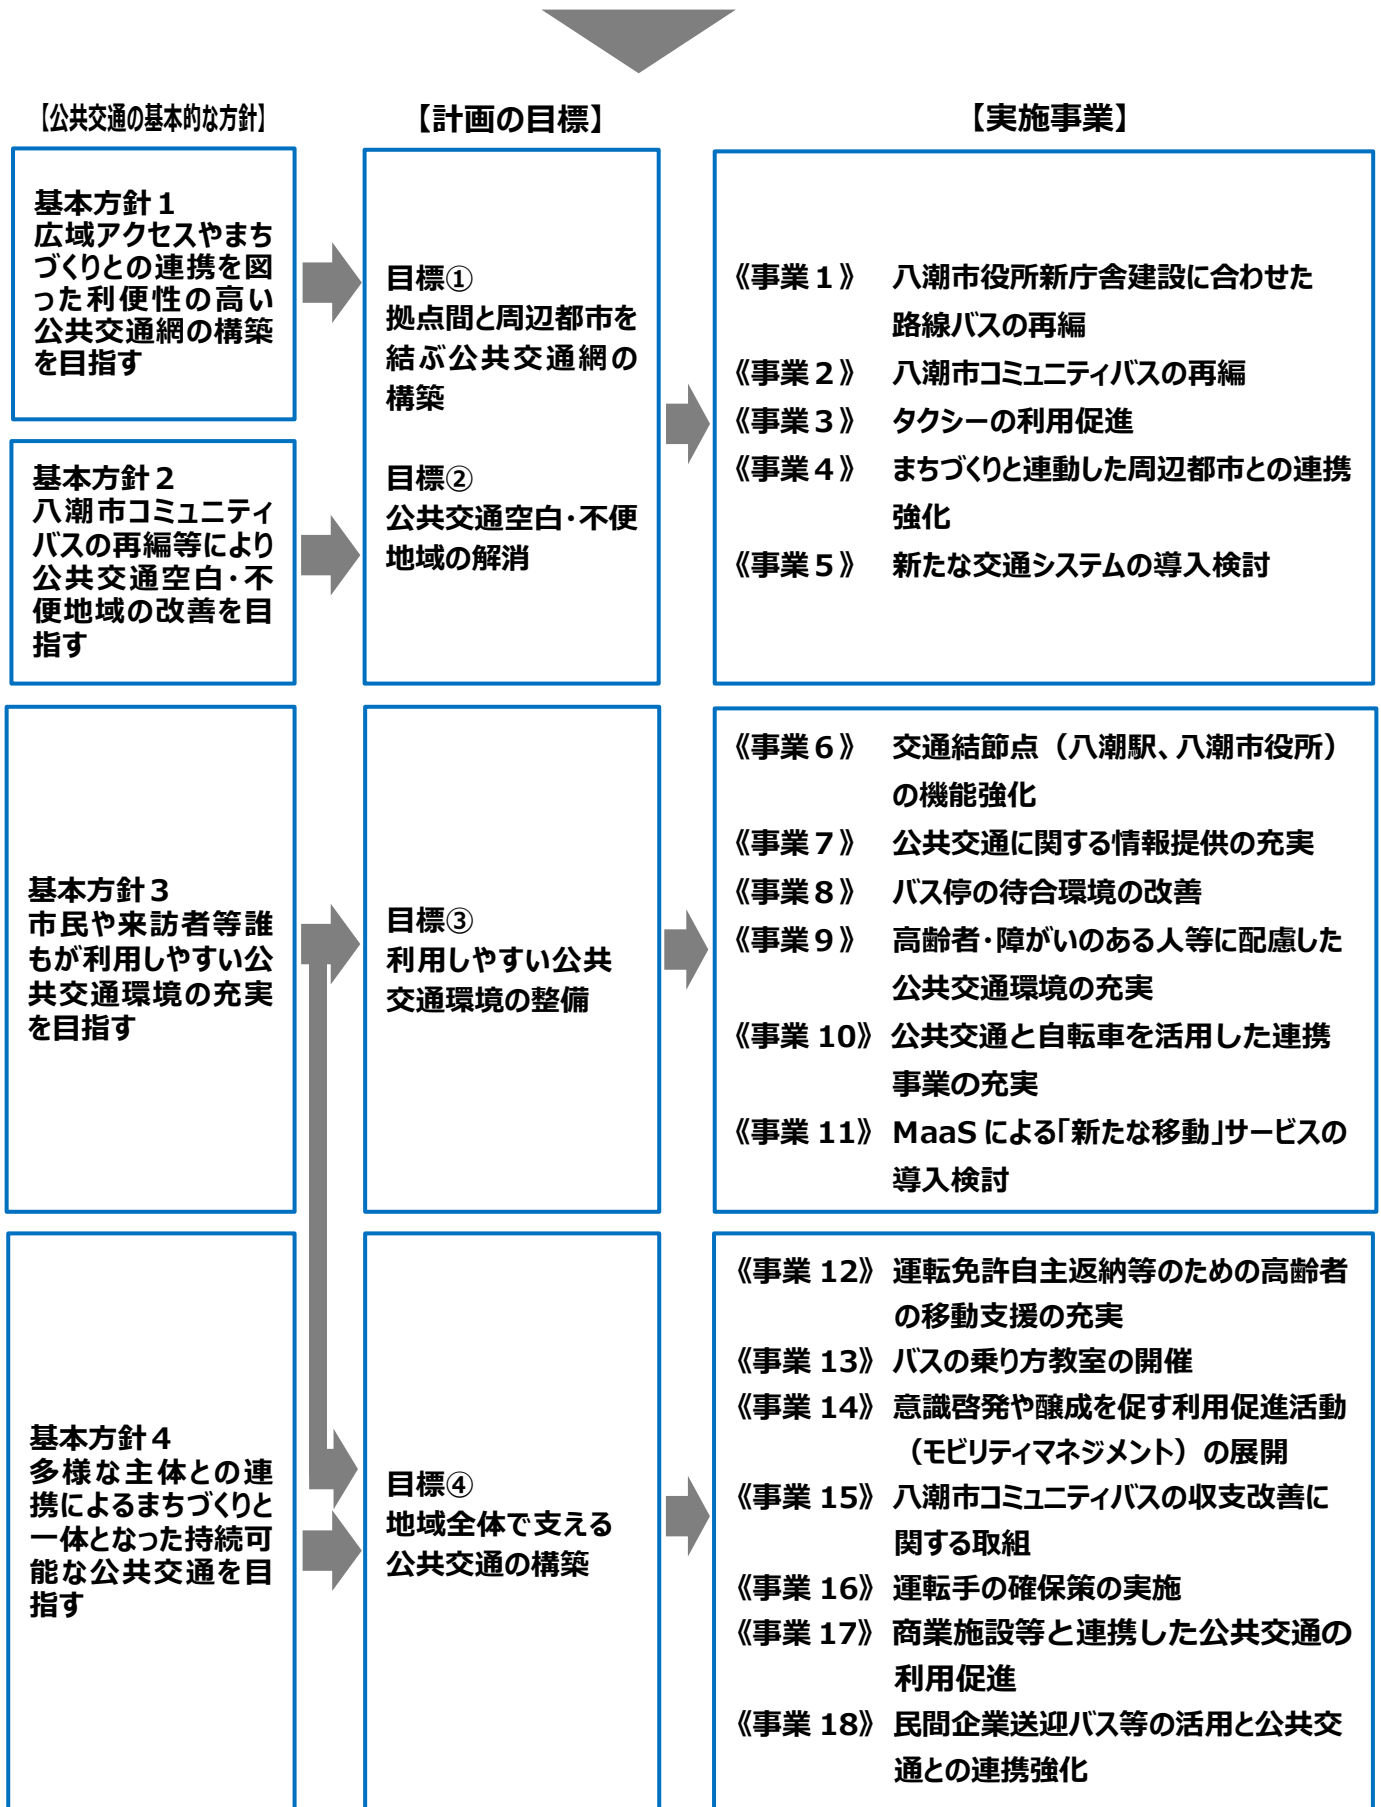 【公共交通の基本的な方針】
【計画の目標】
【実施事業】
基本方針１
広域アクセスやまち
づくりとの連携を図
った利便性の高い
公共交通網の構築
を目指す
基本方針２
八潮市コミュニティ
バスの再編等により
公共交通空白・不
便地域の改善を目
指す
目標①
拠点間と周辺都市を
結ぶ公共交通網の
構築
目標②
公共交通空白・不便
地域の解消
《事業１》 八潮市役所新庁舎建設に合わせた
路線バスの再編
《事業２》 八潮市コミュニティバスの再編
《事業３》 タクシーの利用促進
《事業４》 まちづくりと連動した周辺都市との連携
強化
《事業５》 新たな交通システムの導入検討
基本方針３
市民や来訪者等誰
もが利用しやすい公
共交通環境の充実
を目指す
目標③
利用しやすい公共
交通環境の整備
《事業６》 交通結節点（八潮駅、八潮市役所）
の機能強化
《事業７》 公共交通に関する情報提供の充実
《事業８》 バス停の待合環境の改善
《事業９》 高齢者・障がいのある人等に配慮した
公共交通環境の充実
《事業 10》 公共交通と自転車を活用した連携
事業の充実
《事業 11》 MaaS による「新たな移動」サービスの
導入検討
基本方針４
多様な主体との連
携によるまちづくりと
一体となった持続可
能な公共交通を目
指す
目標④
地域全体で支える
公共交通の構築
《事業 12》 運転免許自主返納等のための高齢者
の移動支援の充実
《事業 13》 バスの乗り方教室の開催
《事業 14》 意識啓発や醸成を促す利用促進活動
（モビリティマネジメント）の展開
《事業 15》 八潮市コミュニティバスの収支改善に
関する取組
《事業 16》 運転手の確保策の実施
《事業 17》 商業施設等と連携した公共交通の
利用促進
《事業 18》 民間企業送迎バス等の活用と公共交
通との連携強化